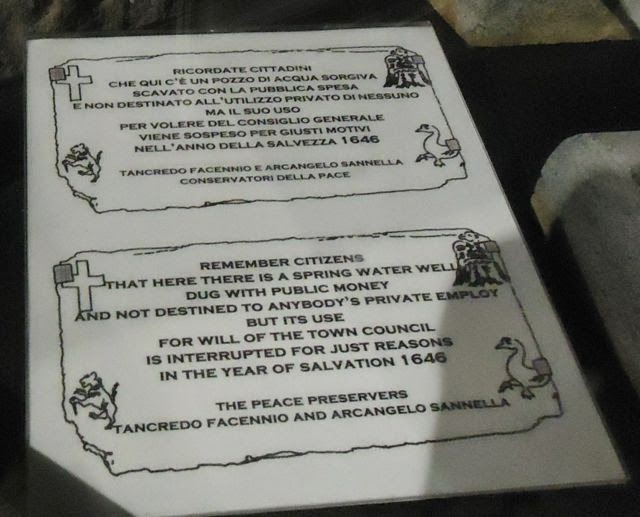 RICORDATE CITTADINI
CHE QUI C'È UN POZZO DI ACQUA SORGIVA
SCAVATO CON LA PUBBLICA SPESA
E NON DESTINATO ALL'UTILIZZO PRIVATO DI NESSUNO
MA IL SUO USO
PER VOLERE DEL CONSIGLIO GENERALE
VIENE SOSPESO PER GIUSTI MOTIVI
NELL'ANNO DELLA SALVEZZA 1646
TANCREDO FACENNIO E ARCANGELO SANNELLA
CONSERVATORI DELLA PACE
REMEMBER CITIZENS
THAT HERE THERE IS A SPRING WATER WELL
DUG WITH PUBLIC MONEY
AND NOT DESTINED TO ANYBODY'S PRIVATE EMPLOY
BUT ITS USE
FOR WILL OF THE TOWN COUNCIL
IS INTERRUPTED FOR JUST REASONS
IN THE YEAR OF SALVATION 1646
THE PEACE PRESERVERS
TANCREDO FACENNIO AND ARCANGELO SANNELLA